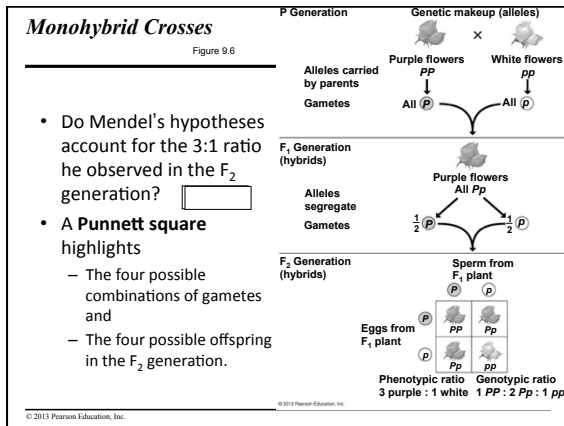 Monohybrid Crosses
Figure 9.6
• Do Mendel's hypotheses
account for the 3:1 ratio
he observed in the F₂
generation?
• A Punnett square
highlights
– The four possible
combinations of gametes
and
– The four possible offspring
in the F₂ generation.
© 2013 Pearson Education, Inc.
P Generation
Genetic makeup (alleles)
×
Purple flowers
White flowers
Alleles carried
by parents
PP
pp
Gametes
All P
All p
F₁ Generation
(hybrids)
Purple flowers
All Pp
Alleles
segregate
Gametes
1/2 P
1/2 p
F₂ Generation
(hybrids)
Sperm from
F₁ plant
P
p
Eggs from
F₁ plant
P
PP
Pp
p
Pp
pp
Phenotypic ratio
3 purple : 1 white
Genotypic ratio
1 PP : 2 Pp : 1 pp
© 2013 Pearson Education, Inc.